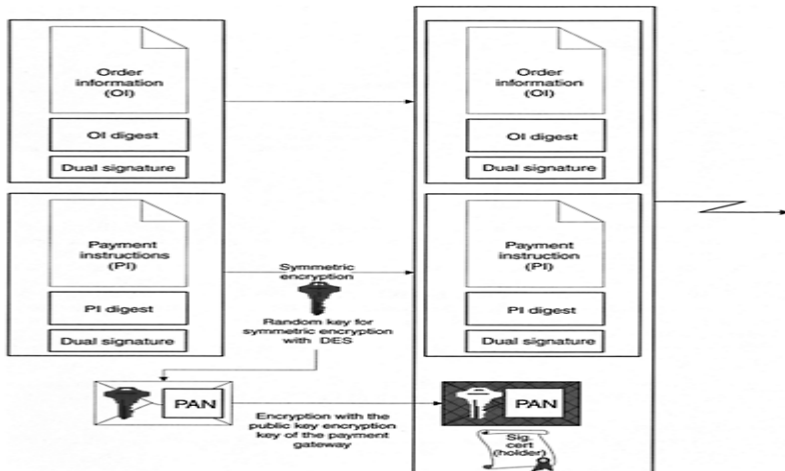 Order
information
(OI)
OI digest
Dual signature
Payment
instructions
(PI)
PI digest
Dual signature
Symmetric
encryption
Random key for
symmetric encryption
with DES
PAN
Encryption with the
public key encryption
key of the payment
gateway
Order
information
(OI)
OI digest
Dual signature
Payment
instruction
(PI)
PI digest
Dual signature
PAN
Sig.
cert
(holder)